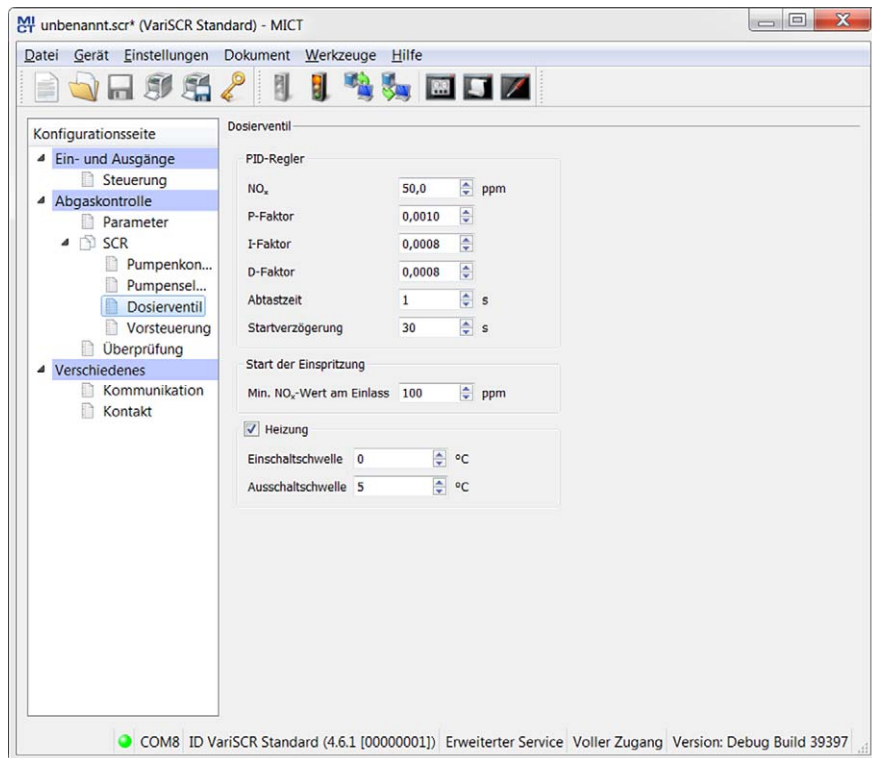 MICT unbenannt.scr* (VariSCR Standard) - MICT
Datei Gerät Einstellungen Dokument Werkzeuge Hilfe
Konfigurationsseite
Ein- und Ausgänge
Steuerung
Abgaskontrolle
Parameter
SCR
Pumpenkon...
Pumpensel...
Dosierventil
Vorsteuerung
Überprüfung
Verschiedenes
Kommunikation
Kontakt
Dosierventil
PID-Regler
NOₓ 50,0 ppm
P-Faktor 0,0010
I-Faktor 0,0008
D-Faktor 0,0008
Abtastzeit 1 s
Startverzögerung 30 s
Start der Einspritzung
Min. NOₓ-Wert am Einlass 100 ppm
Heizung
Einschaltschwelle 0 °C
Ausschaltschwelle 5 °C
COM8 ID VariSCR Standard (4.6.1 [00000001]) Erweiterter Service Voller Zugang Version: Debug Build 39397